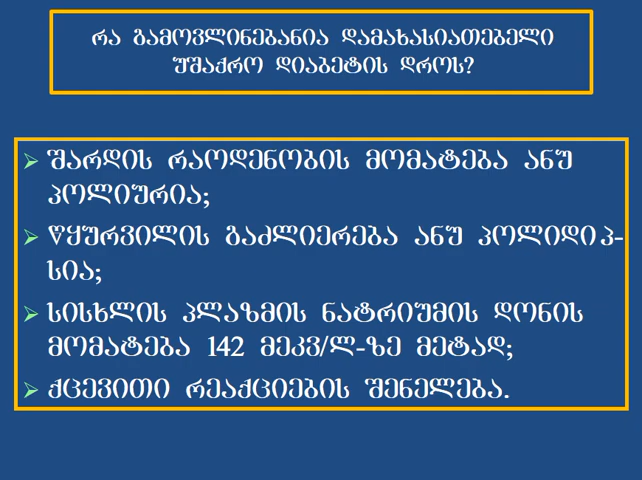 რა გამოვლინებანია დამახასიათებელი
უშაქრო დიაბეტის დროს?
შარდის რაოდენობის მომატება ანუ
პოლიურია;
წყურვილის გაძლიერება ანუ პოლიდიპ-
სია;
სისხლის პლაზმის ნატრიუმის დონის
მომატება 142 მეკვ/ლ-ზე მეტად;
ქცევითი რეაქციების შენელება.